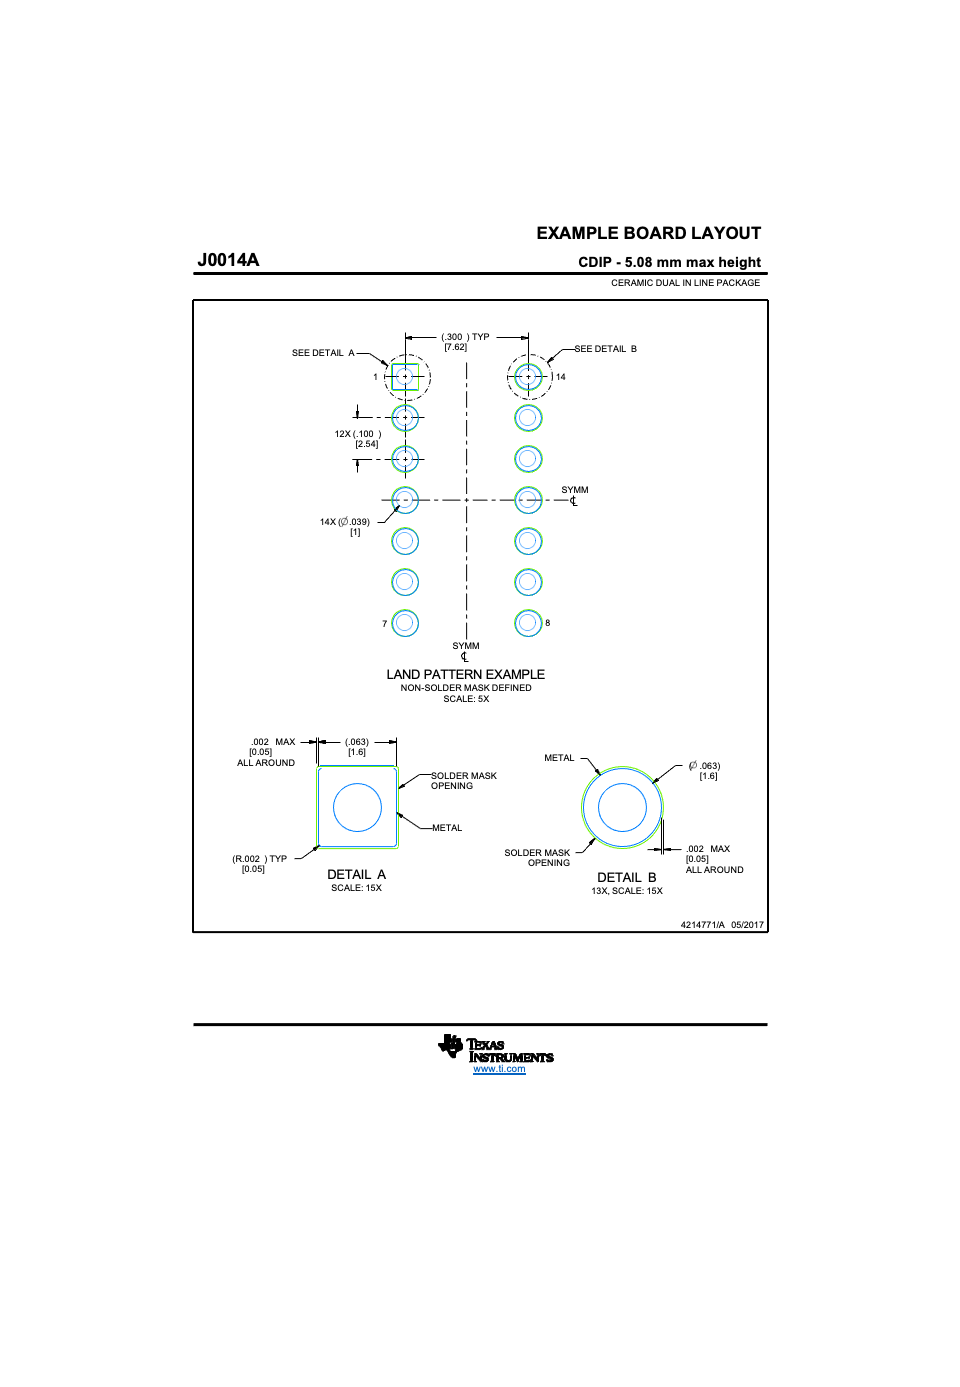 EXAMPLE BOARD LAYOUT
J0014A
CDIP - 5.08 mm max height
CERAMIC DUAL IN LINE PACKAGE
(.300 ) TYP
[7.62]
SEE DETAIL A
SEE DETAIL B
1
14
12X (.100 )
[2.54]
SYMM
℄
14X (∅ .039)
[1]
7
8
SYMM
℄
LAND PATTERN EXAMPLE
NON-SOLDER MASK DEFINED
SCALE: 5X
.002 MAX
[0.05]
ALL AROUND
(.063)
[1.6]
SOLDER MASK
OPENING
METAL
(R.002 ) TYP
[0.05]
DETAIL A
SCALE: 15X
METAL
(∅ .063)
[1.6]
SOLDER MASK
OPENING
.002 MAX
[0.05]
ALL AROUND
DETAIL B
13X, SCALE: 15X
4214771/A 05/2017
TEXAS
INSTRUMENTS
www.ti.com